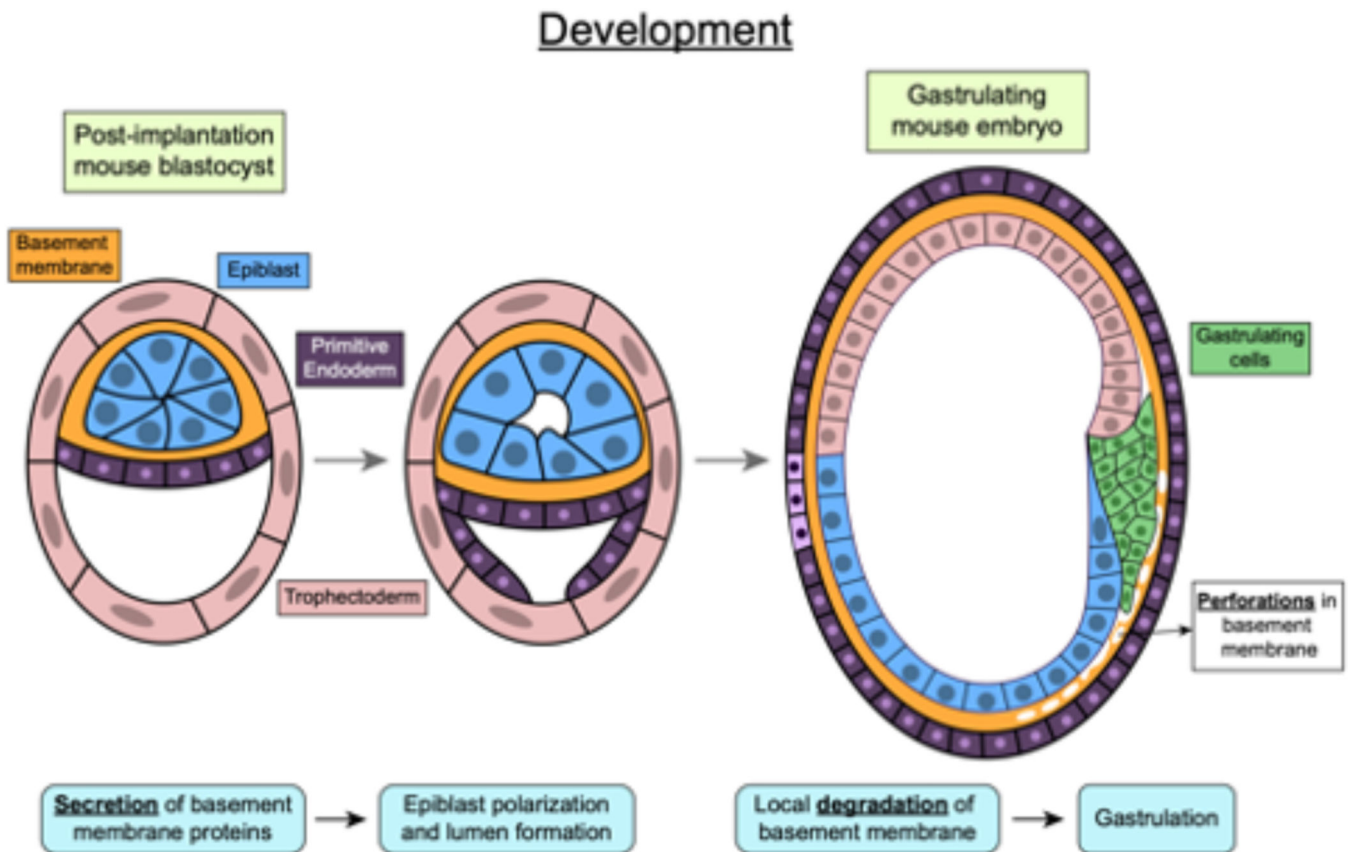 Development
Post-implantation
mouse blastocyst
Gastrulating
mouse embryo
Basement
membrane
Epiblast
Primitive
Endoderm
Gastrulating
cells
Trophectoderm
Perforations in
basement
membrane
Secretion of basement
membrane proteins
Epiblast polarization
and lumen formation
Local degradation of
basement membrane
Gastrulation